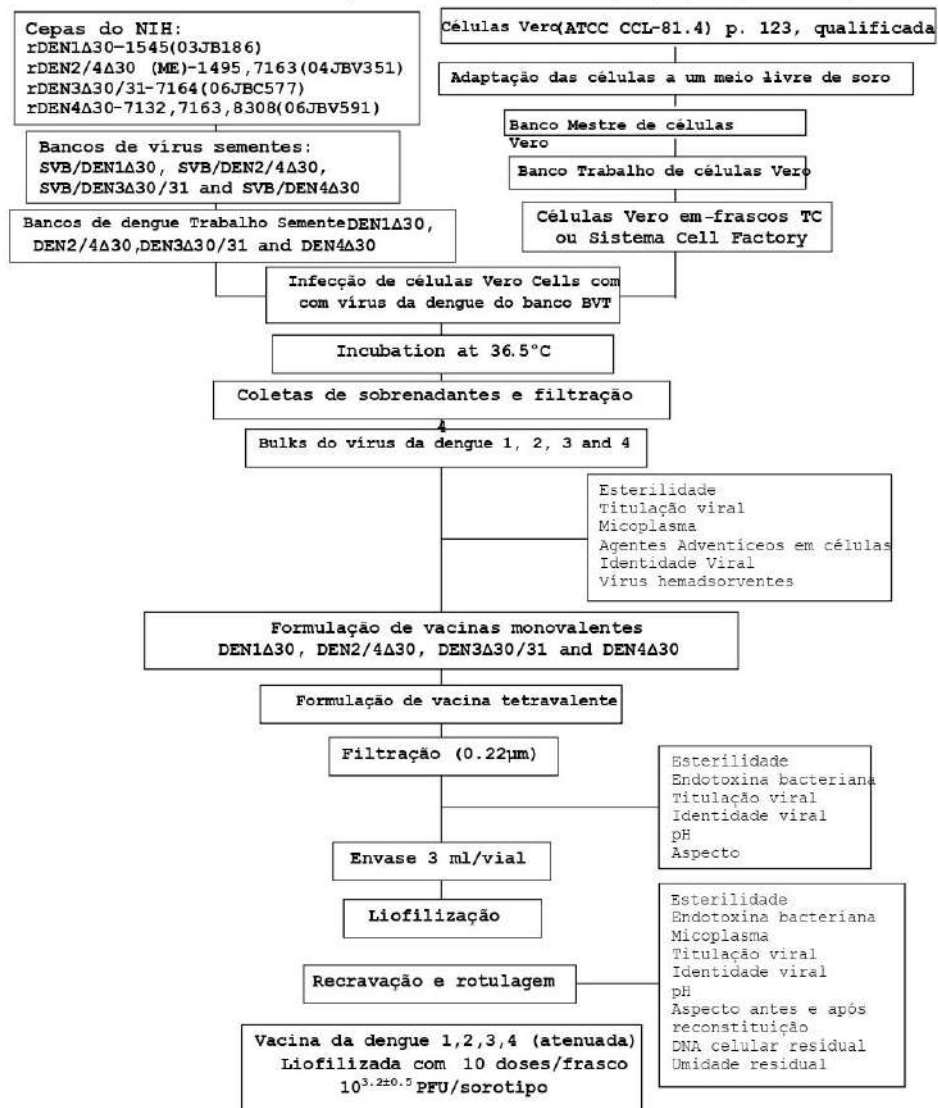 Cepas do NIH:
rDEN1Δ30-1545(03JB186)
rDEN2/4Δ30 (ME)-1495,7163(04JBV351)
rDEN3Δ30/31-7164(06JBC577)
rDEN4Δ30-7132,7163,8308(06JBV591)
Bancos de vírus sementes:
SVB/DEN1Δ30, SVB/DEN2/4Δ30,
SVB/DEN3Δ30/31 and SVB/DEN4Δ30
Bancos de dengue Trabalho SementeDEN1Δ30,
DEN2/4Δ30,DEN3Δ30/31 and DEN4Δ30
Células Vero(ATCC CCL-81.4) p. 123, qualificada
Adaptação das células a um meio livre de soro
Banco Mestre de células
Vero
Banco Trabalho de células Vero
Células Vero em-frascos TC
ou Sistema Cell Factory
Infecção de células Vero Cells com
com vírus da dengue do banco BVT
Incubation at 36.5°C
Coletas de sobrenadantes e filtração
4
Bulks do vírus da dengue 1, 2, 3 and 4
Esterilidade
Titulação viral
Micoplasma
Agentes Adventíceos em células
Identidade Viral
Vírus hemadsorventes
Formulação de vacinas monovalentes
DEN1Δ30, DEN2/4Δ30, DEN3Δ30/31 and DEN4Δ30
Formulação de vacina tetravalente
Filtração (0.22µm)
Esterilidade
Endotoxina bacteriana
Titulação viral
Identidade viral
pH
Aspecto
Envase 3 ml/vial
Liofilização
Recravação e rotulagem
Esterilidade
Endotoxina bacteriana
Micoplasma
Titulação viral
Identidade viral
pH
Aspecto antes e após
reconstituição
DNA celular residual
Umidade residual
Vacina da dengue 1,2,3,4 (atenuada)
Liofilizada com 10 doses/frasco
10^3.2±0.5 PFU/sorotipo